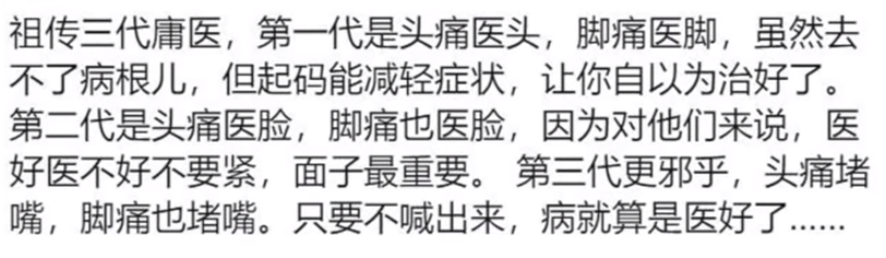 祖传三代庸医，第一代是头痛医头，脚痛医脚，虽然去
不了病根儿，但起码能减轻症状，让你自以为治好了。
第二代是头痛医脸，脚痛也医脸，因为对他们来说，医
好医不好不要紧，面子最重要。 第三代更邪乎，头痛堵
嘴，脚痛也堵嘴。只要不喊出来，病就算是医好了......